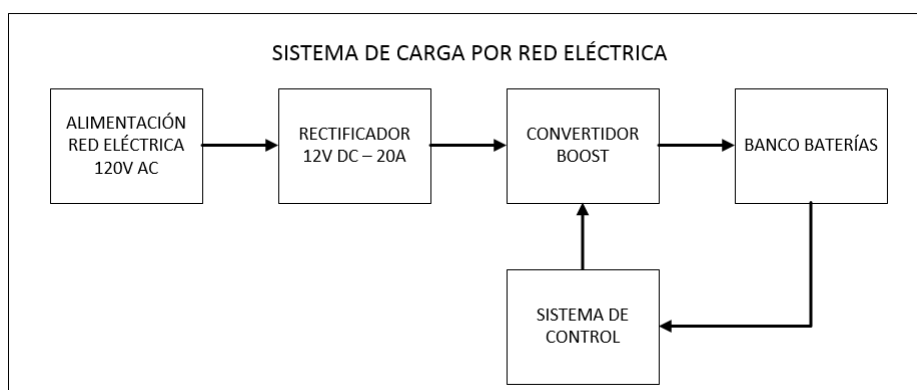 SISTEMA DE CARGA POR RED ELÉCTRICA
ALIMENTACIÓN
RED ELÉCTRICA
120V AC
RECTIFICADOR
12V DC – 20A
CONVERTIDOR
BOOST
BANCO BATERÍAS
SISTEMA DE
CONTROL